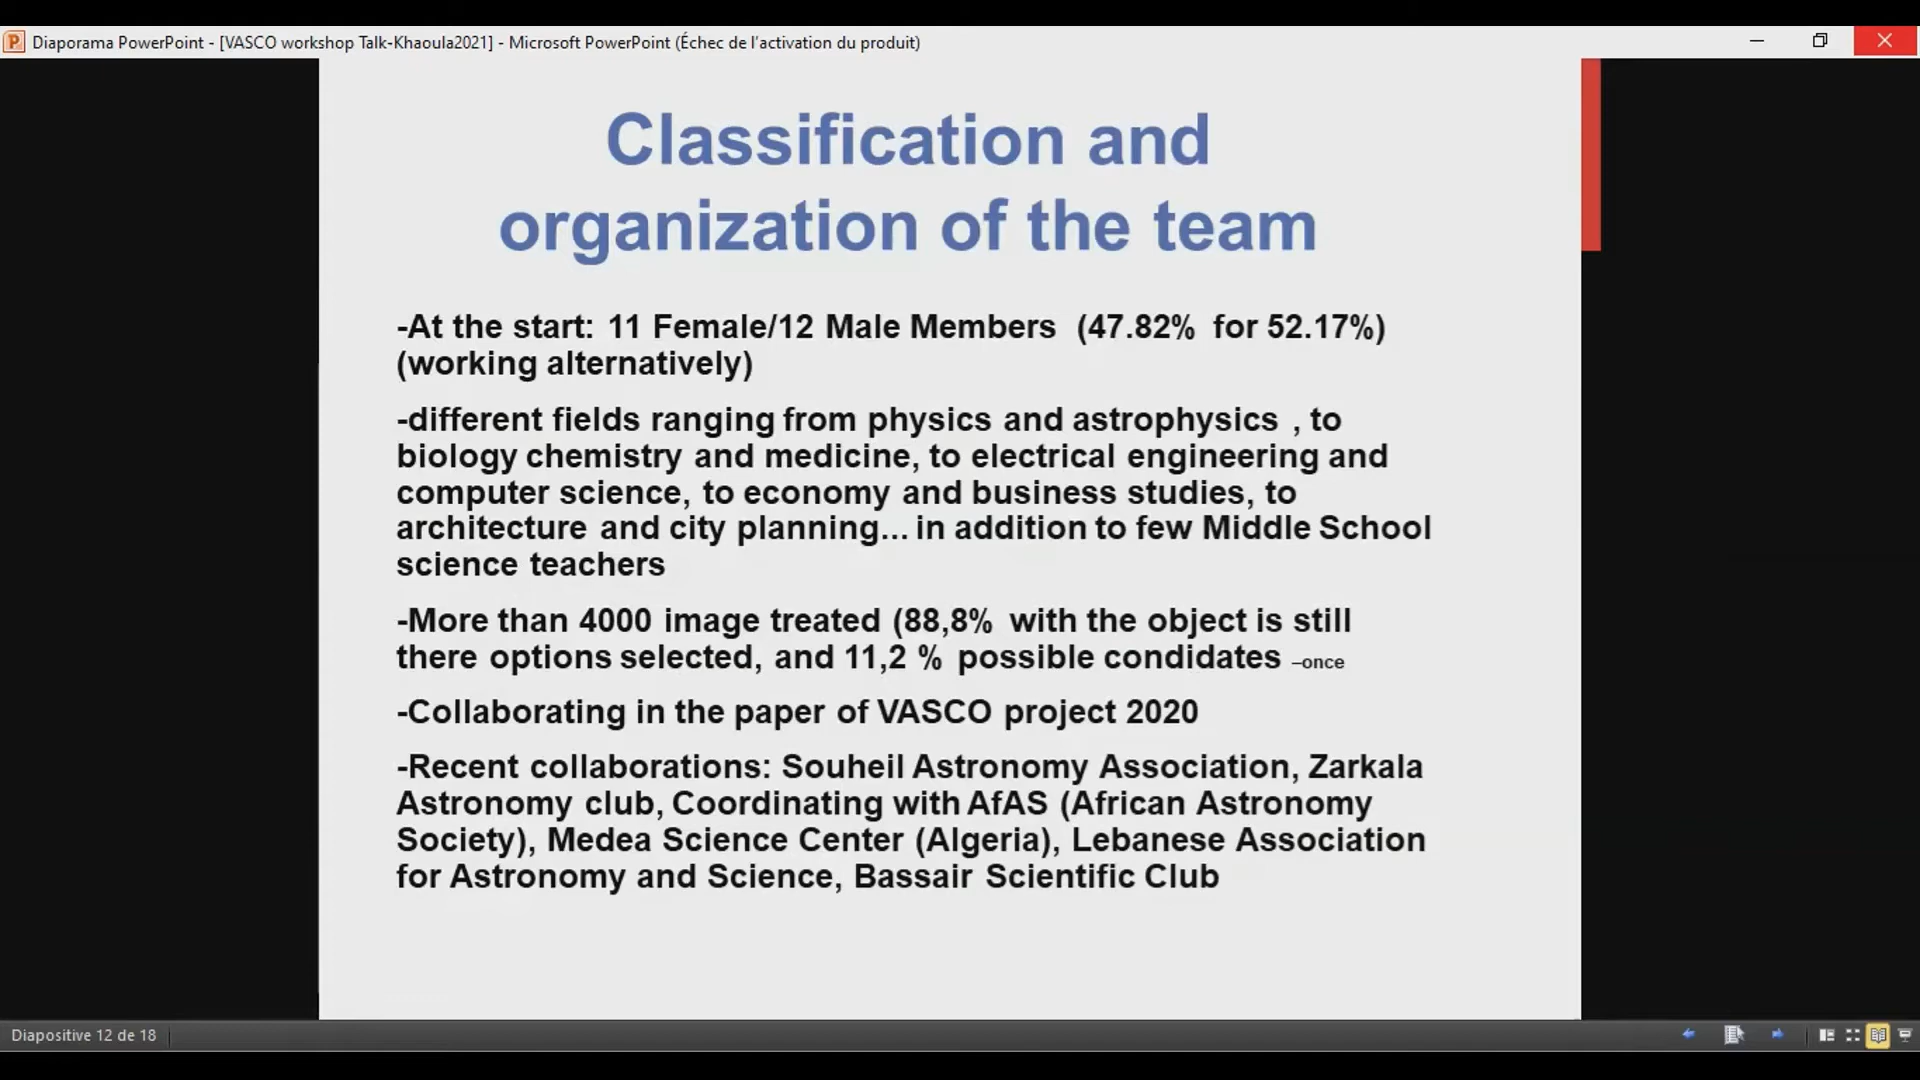 Diaporama PowerPoint - [VASCO workshop Talk-Khaoula2021] - Microsoft PowerPoint (Échec de l'activation du produit)
Classification and
organization of the team
-At the start: 11 Female/12 Male Members (47.82% for 52.17%)
(working alternatively)
-different fields ranging from physics and astrophysics , to
biology chemistry and medicine, to electrical engineering and
computer science, to economy and business studies, to
architecture and city planning... in addition to few Middle School
science teachers
-More than 4000 image treated (88,8% with the object is still
there options selected, and 11,2 % possible condidates –once
-Collaborating in the paper of VASCO project 2020
-Recent collaborations: Souheil Astronomy Association, Zarkala
Astronomy club, Coordinating with AfAS (African Astronomy
Society), Medea Science Center (Algeria), Lebanese Association
for Astronomy and Science, Bassair Scientific Club
Diapositive 12 de 18